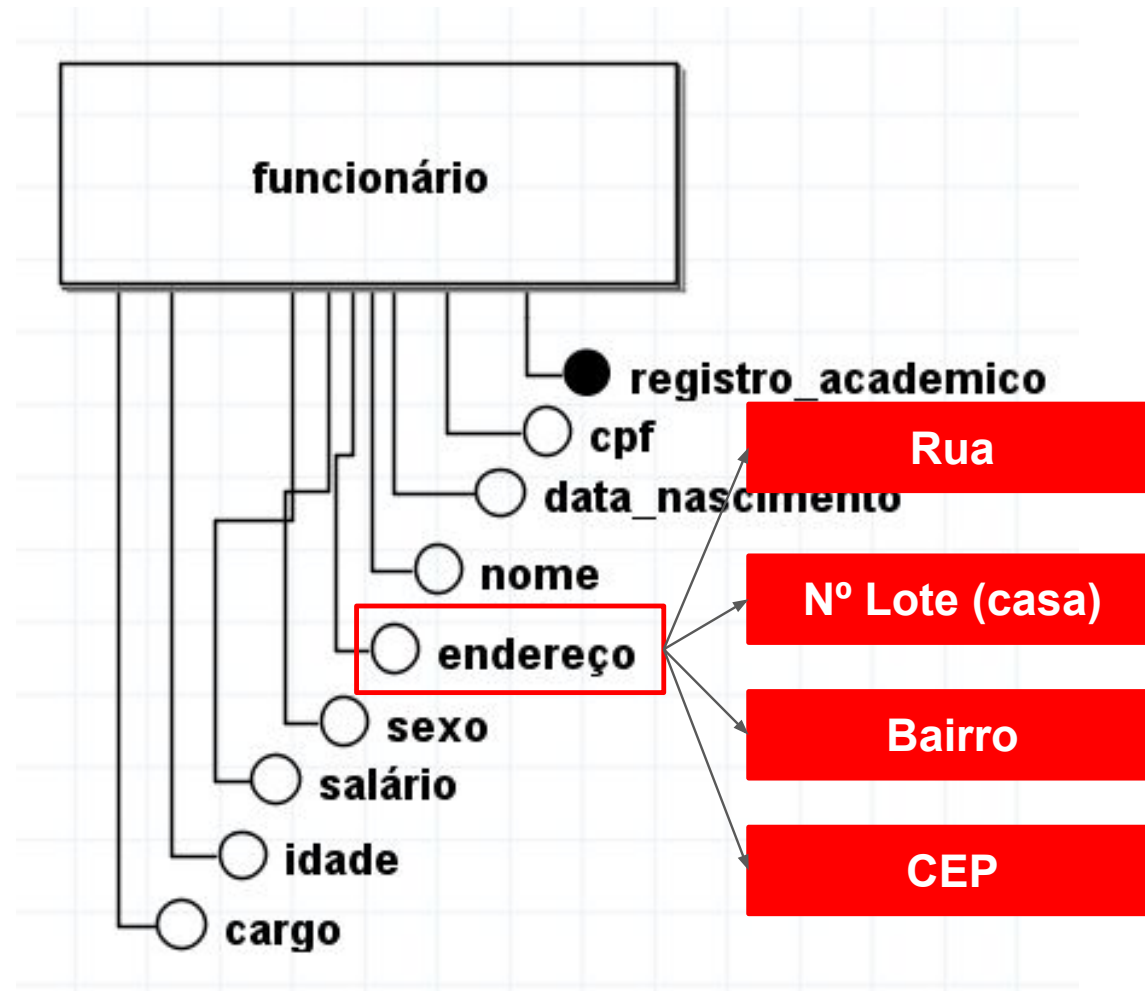 funcionário
registro_academico
cpf
Rua
data_nascimento
nome
Nº Lote (casa)
endereço
sexo
Bairro
salário
idade
CEP
cargo